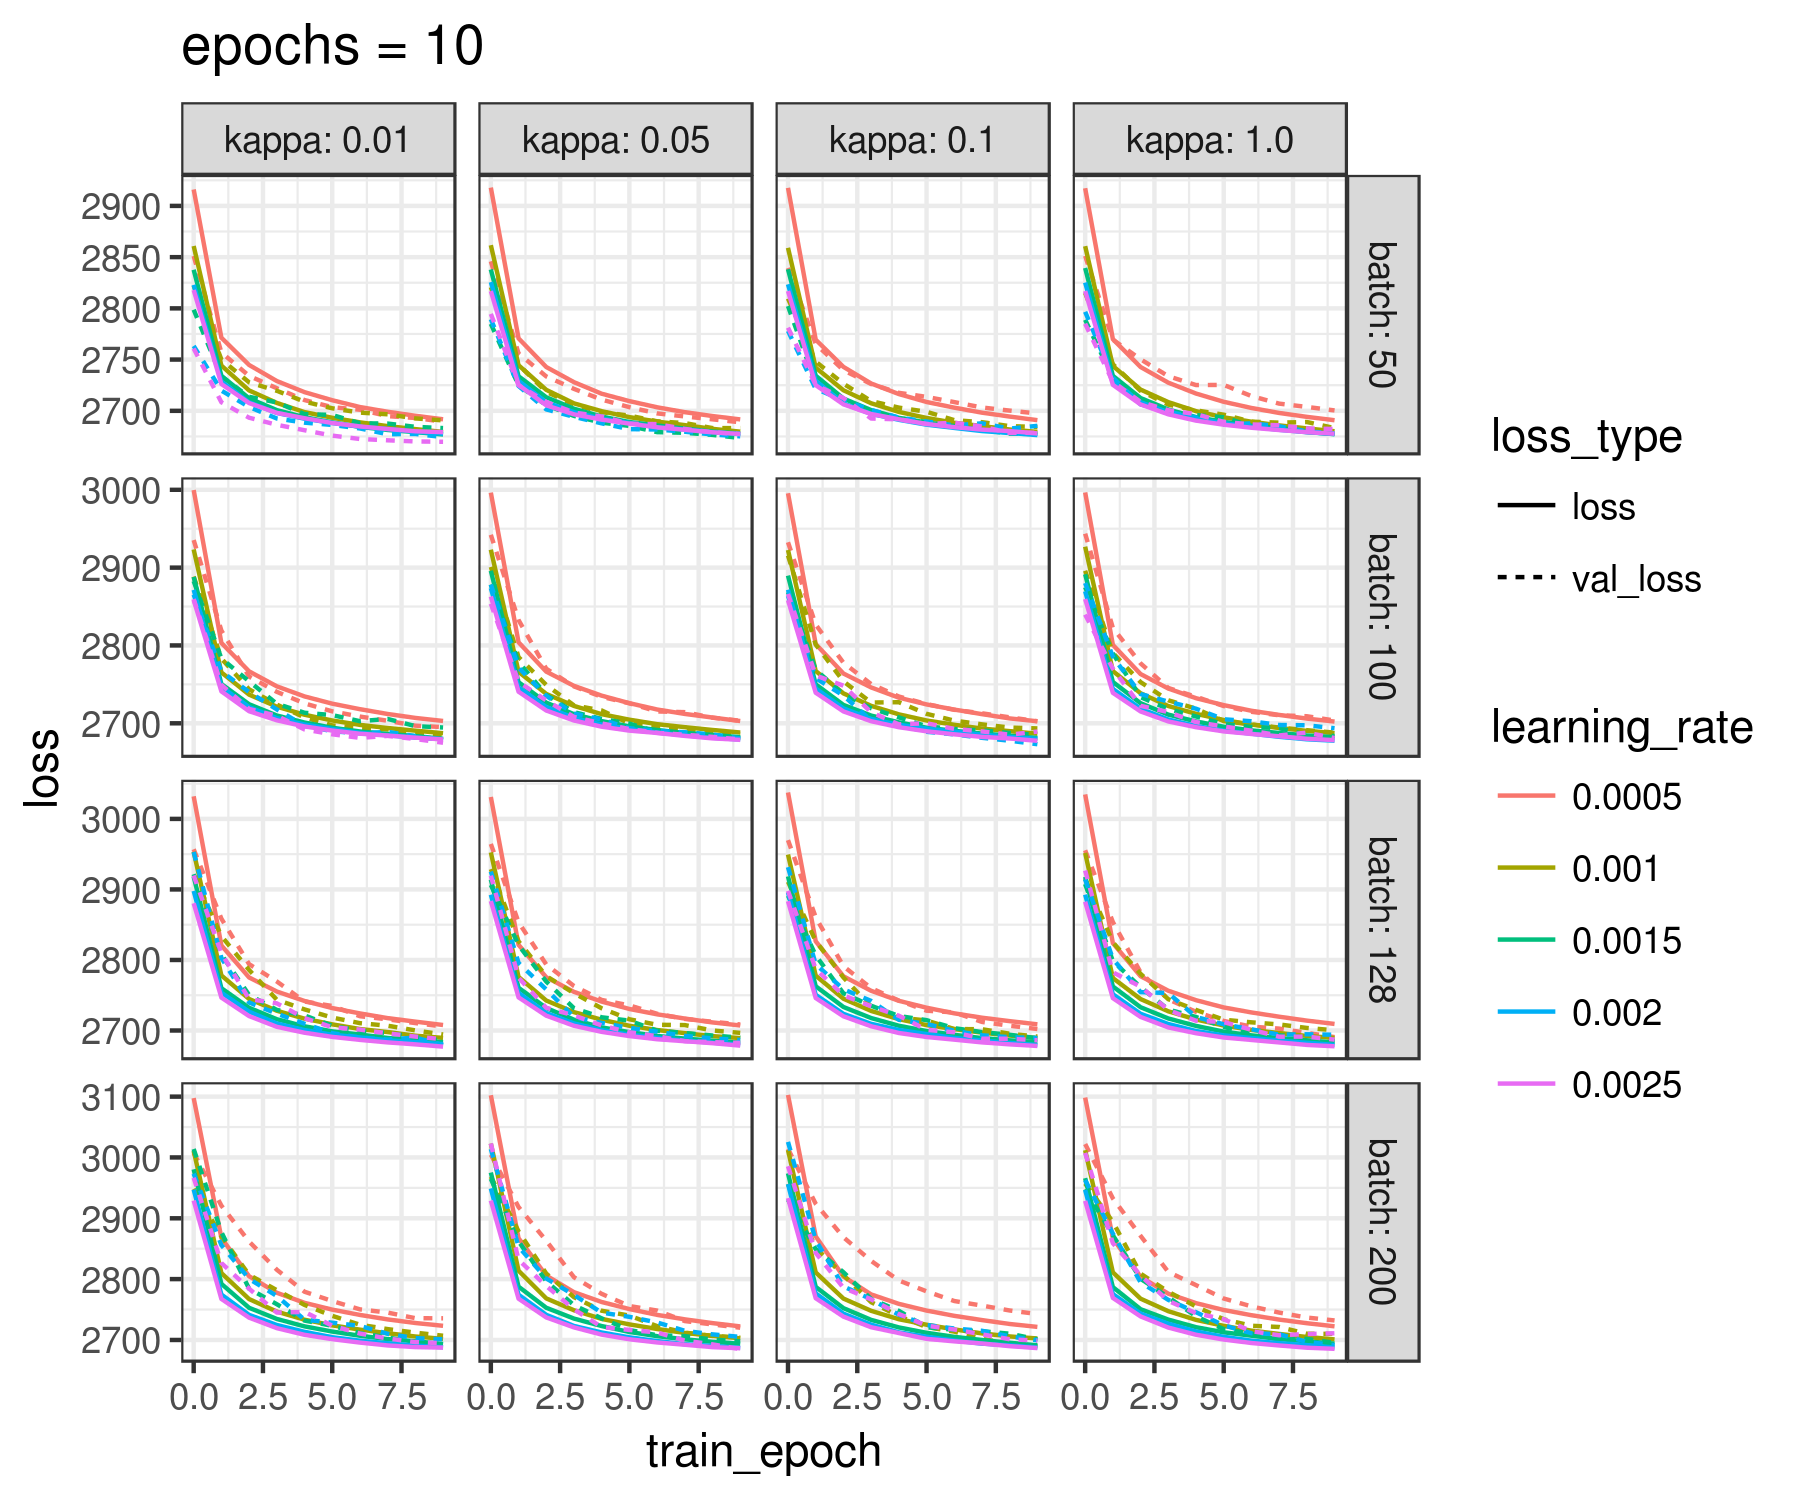 epochs = 10
kappa: 0.01
kappa: 0.05
kappa: 0.1
kappa: 1.0
2900
2850
2800
2750
2700
batch: 50
3000
2900
2800
2700
batch: 100
3000
2900
2800
2700
batch: 128
3100
3000
2900
2800
2700
batch: 200
0.0 2.5 5.0 7.5
0.0 2.5 5.0 7.5
0.0 2.5 5.0 7.5
0.0 2.5 5.0 7.5
train_epoch
loss
loss_type
loss
val_loss
learning_rate
0.0005
0.001
0.0015
0.002
0.0025